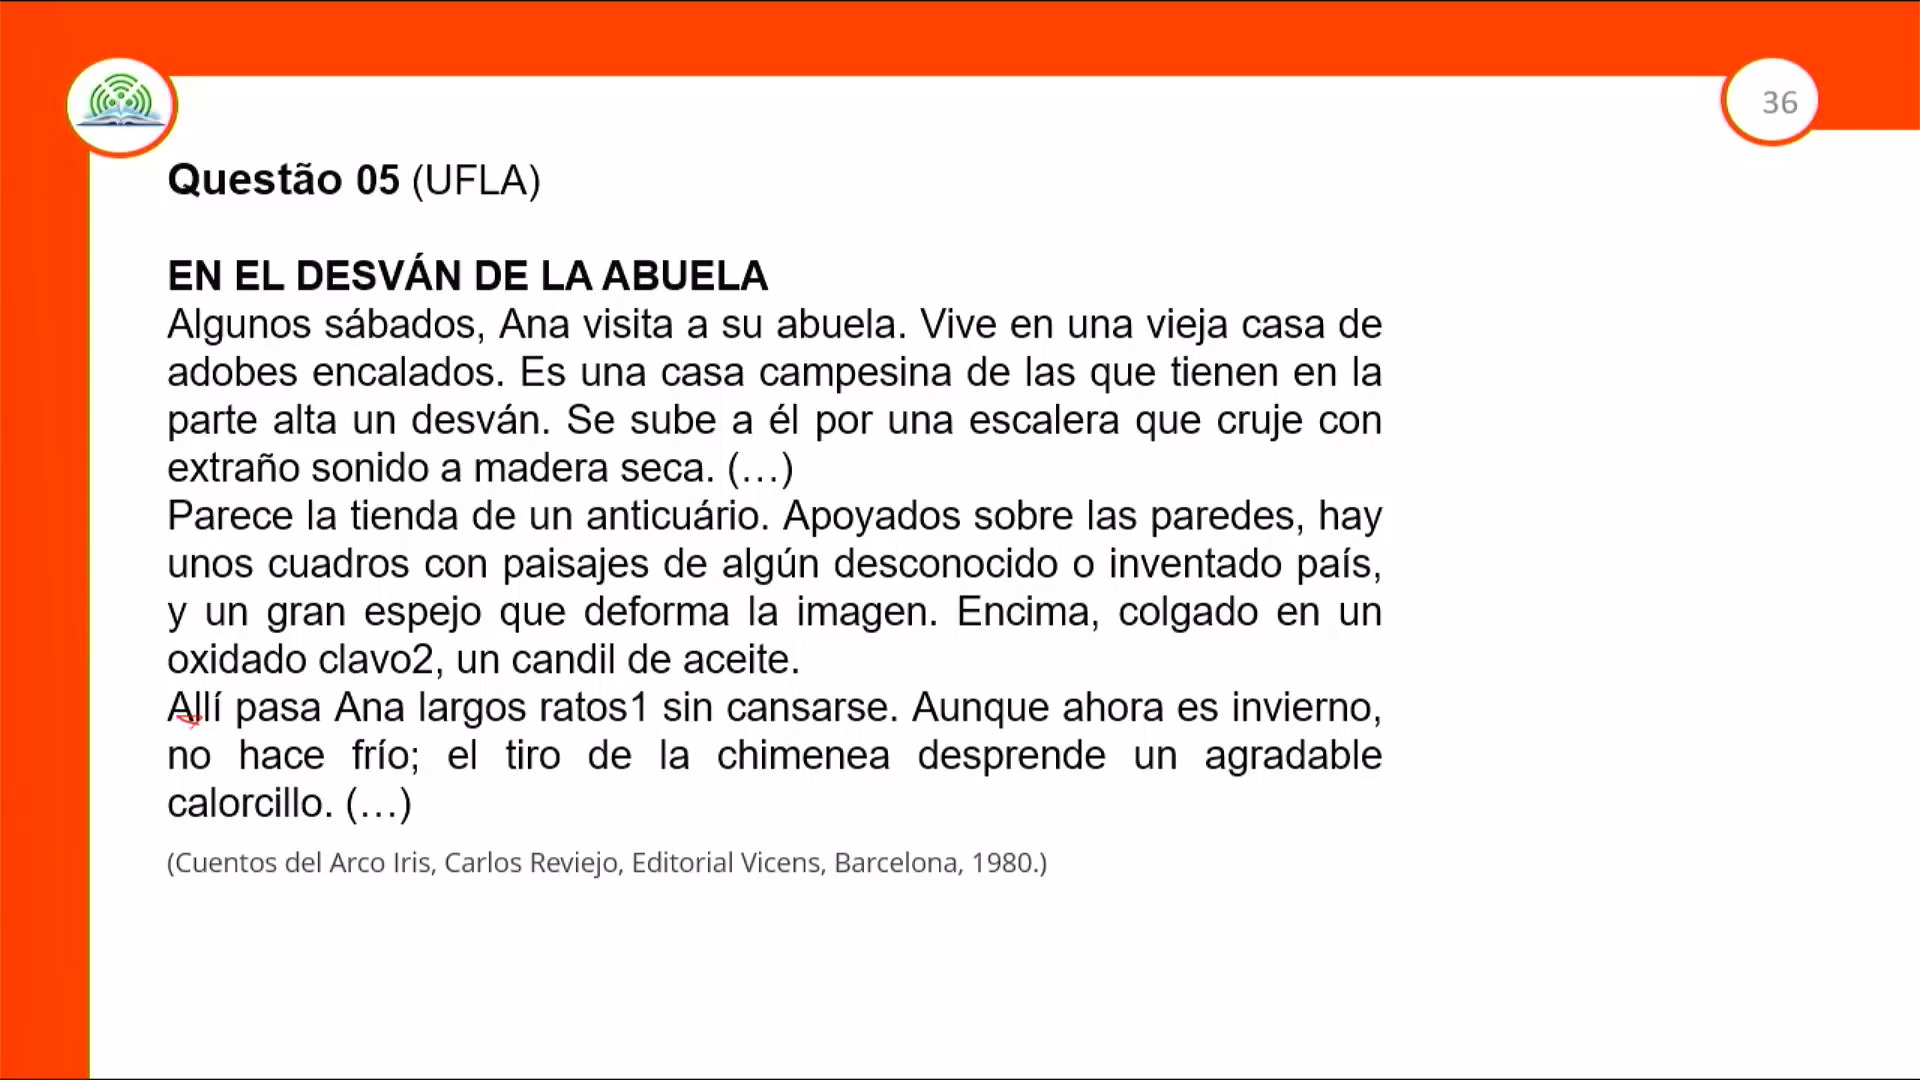 36
Questão 05 (UFLA)
EN EL DESVÁN DE LA ABUELA
Algunos sábados, Ana visita a su abuela. Vive en una vieja casa de
adobes encalados. Es una casa campesina de las que tienen en la
parte alta un desván. Se sube a él por una escalera que cruje con
extraño sonido a madera seca. (…)
Parece la tienda de un anticuário. Apoyados sobre las paredes, hay
unos cuadros con paisajes de algún desconocido o inventado país,
y un gran espejo que deforma la imagen. Encima, colgado en un
oxidado clavo2, un candil de aceite.
Allí pasa Ana largos ratos1 sin cansarse. Aunque ahora es invierno,
no hace frío; el tiro de la chimenea desprende un agradable
calorcillo. (…)
(Cuentos del Arco Iris, Carlos Reviejo, Editorial Vicens, Barcelona, 1980.)